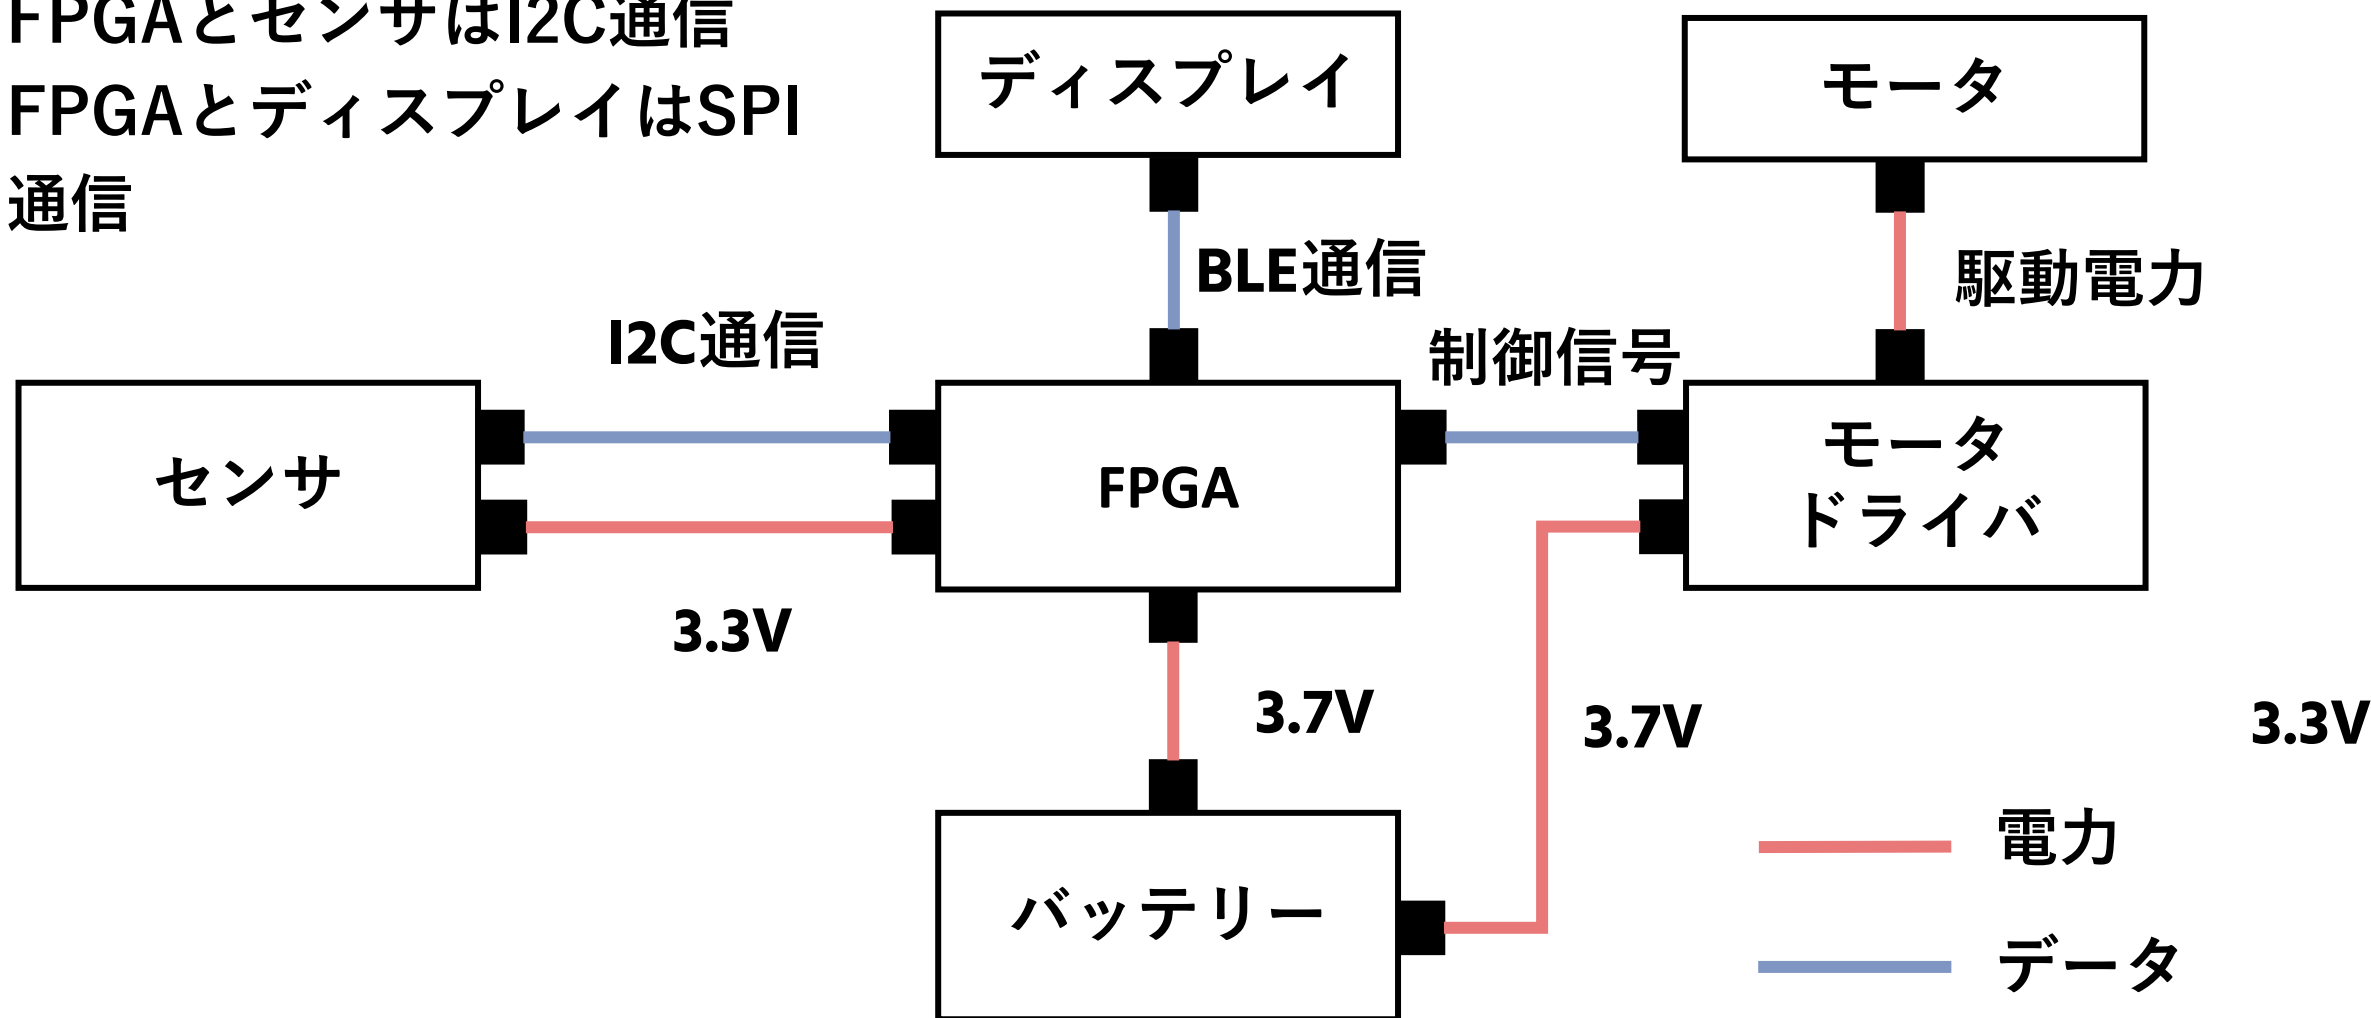 FPGAとセンサはI2C通信
FPGAとディスプレイはSPI
通信
ディスプレイ
モータ
BLE通信
駆動電力
I2C通信
制御信号
センサ
FPGA
モータ
ドライバ
3.3V
3.7V
3.7V
3.3V
電力
バッテリー
データ